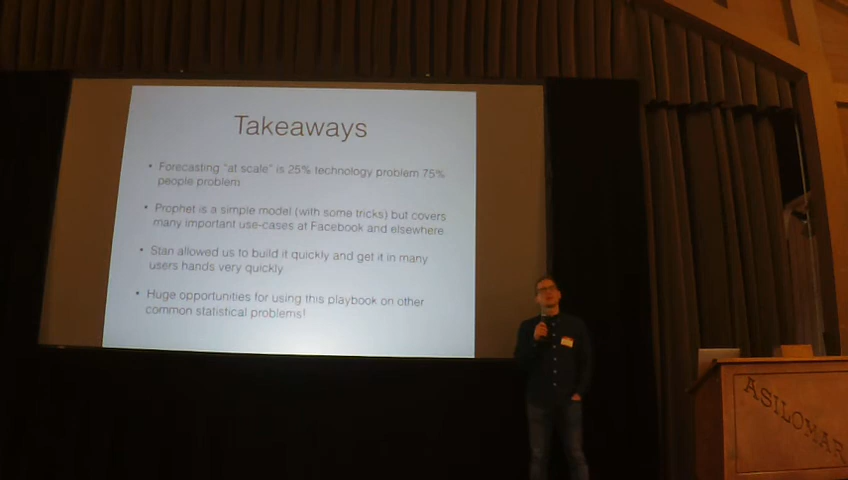 Takeaways
• Forecasting "at scale" is 25% technology problem 75%
people problem
• Prophet is a simple model (with some tricks) but covers
many important use-cases at Facebook and elsewhere
• Stan allowed us to build it quickly and get it in many
users hands very quickly
• Huge opportunities for using this playbook on other
common statistical problems!
ASILOMAR